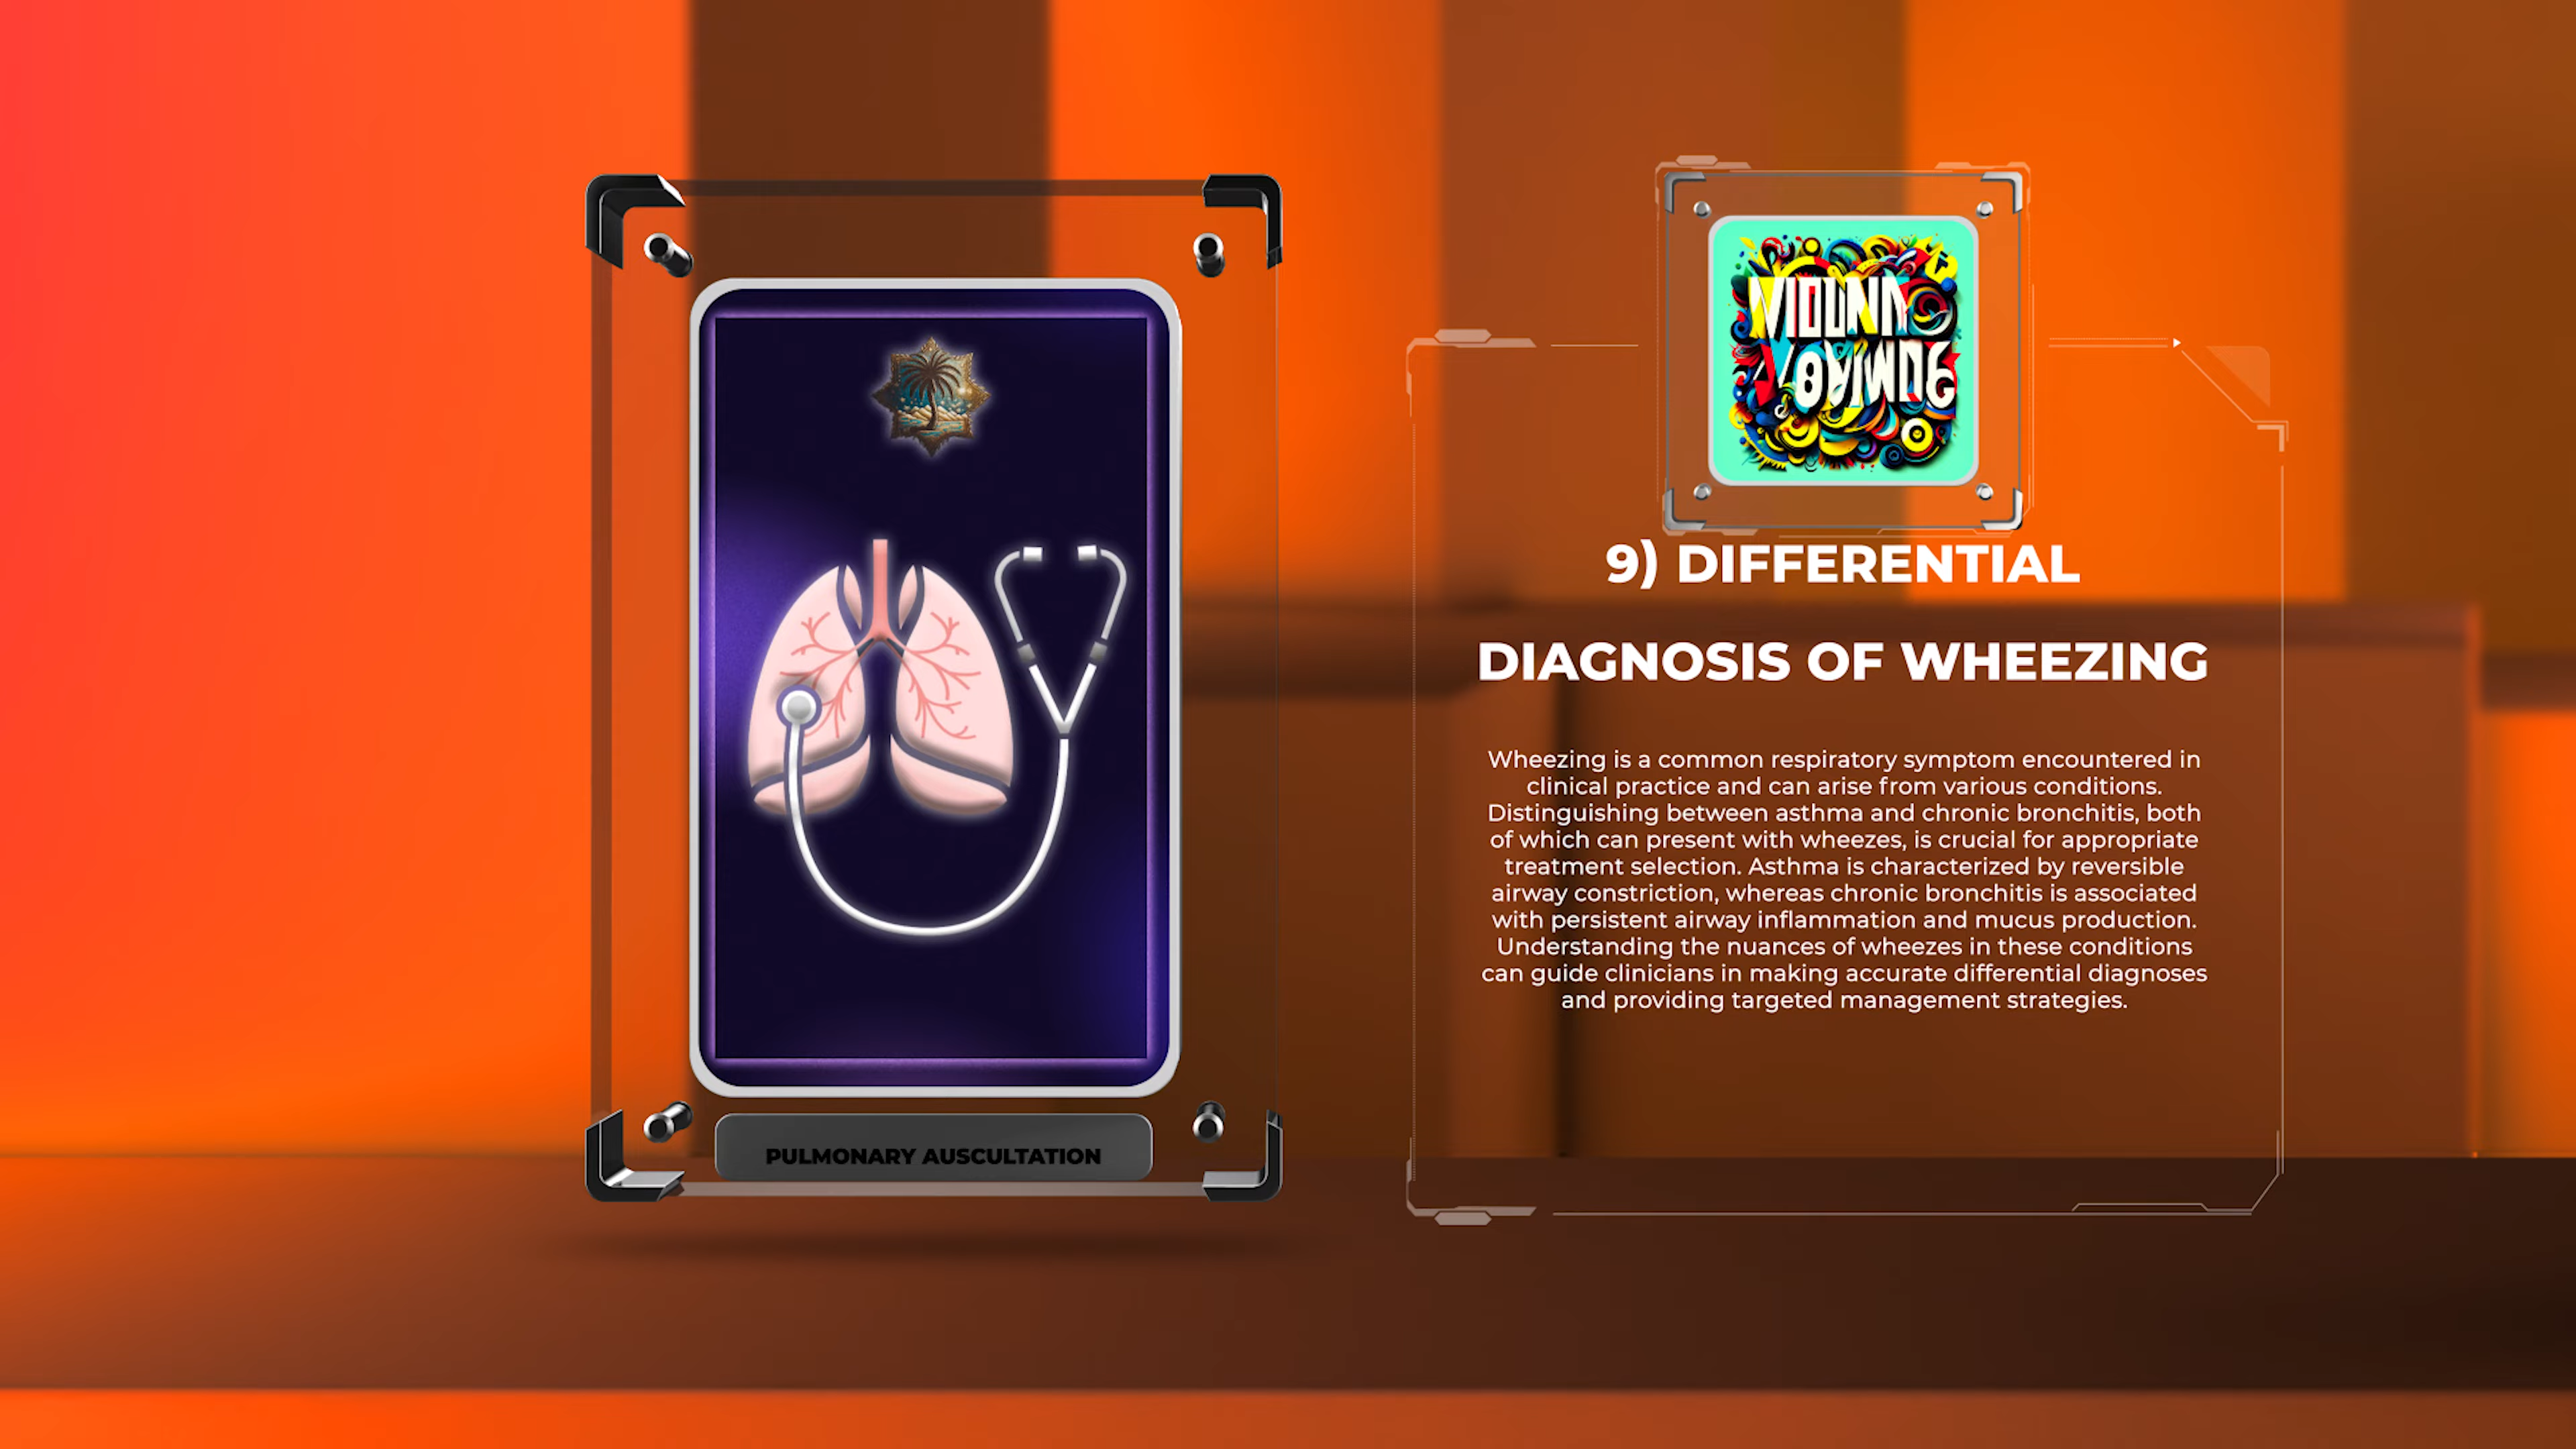 PULMONARY AUSCULTATION
9) DIFFERENTIAL
DIAGNOSIS OF WHEEZING
Wheezing is a common respiratory symptom encountered in
clinical practice and can arise from various conditions.
Distinguishing between asthma and chronic bronchitis, both
of which can present with wheezes, is crucial for appropriate
treatment selection. Asthma is characterized by reversible
airway constriction, whereas chronic bronchitis is associated
with persistent airway inflammation and mucus production.
Understanding the nuances of wheezes in these conditions
can guide clinicians in making accurate differential diagnoses
and providing targeted management strategies.